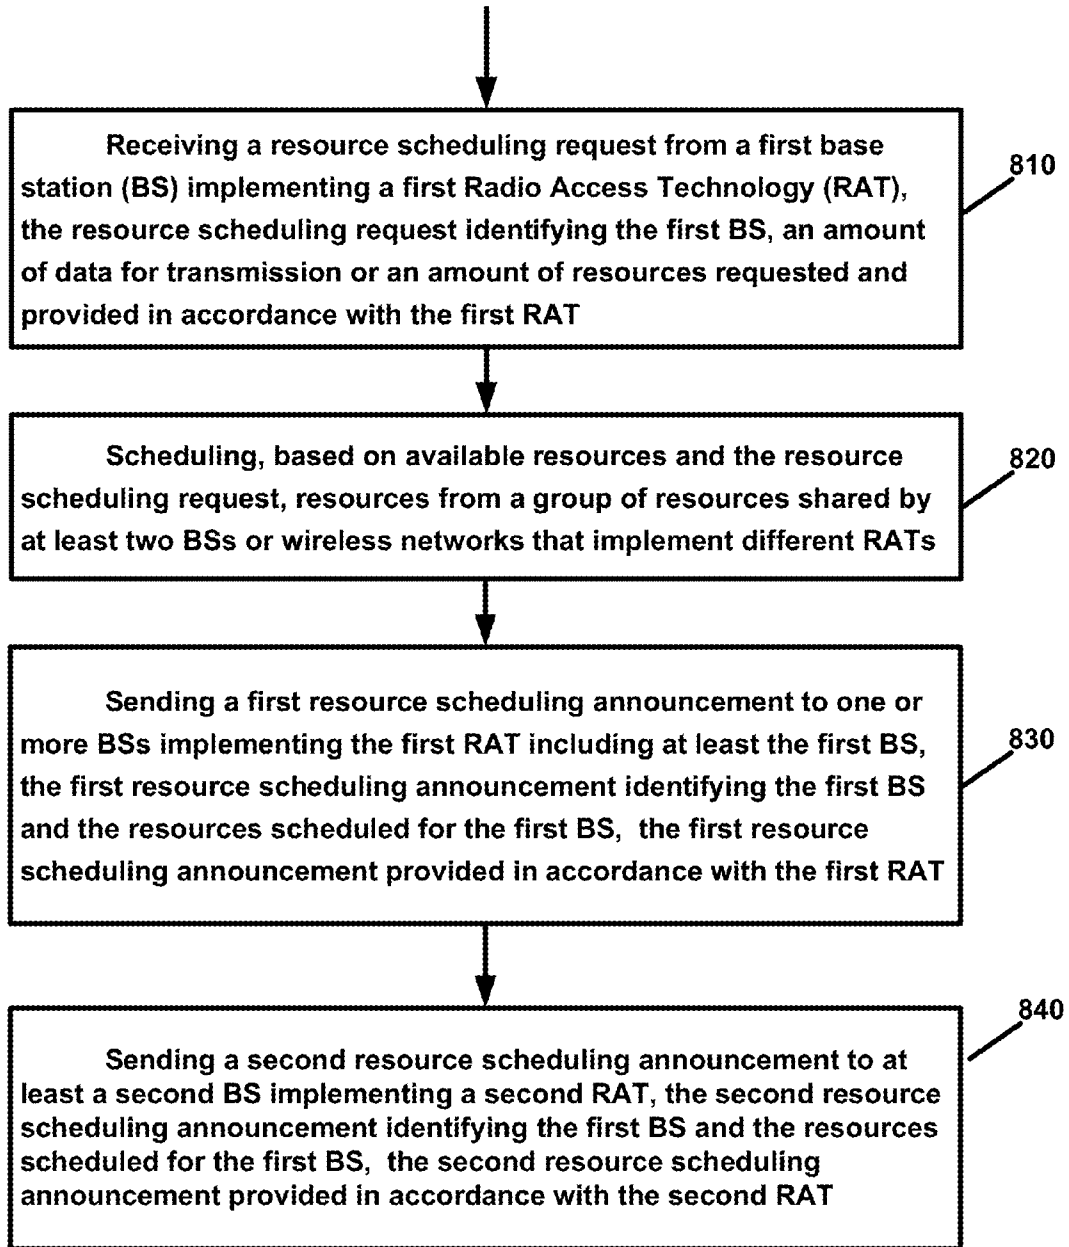 Receiving a resource scheduling request from a first base
station (BS) implementing a first Radio Access Technology (RAT),
the resource scheduling request identifying the first BS, an amount
of data for transmission or an amount of resources requested and
provided in accordance with the first RAT
810
Scheduling, based on available resources and the resource
scheduling request, resources from a group of resources shared by
at least two BSs or wireless networks that implement different RATs
820
Sending a first resource scheduling announcement to one or
more BSs implementing the first RAT including at least the first BS,
the first resource scheduling announcement identifying the first BS
and the resources scheduled for the first BS, the first resource
scheduling announcement provided in accordance with the first RAT
830
Sending a second resource scheduling announcement to at
least a second BS implementing a second RAT, the second resource
scheduling announcement identifying the first BS and the resources
scheduled for the first BS, the second resource scheduling
announcement provided in accordance with the second RAT
840